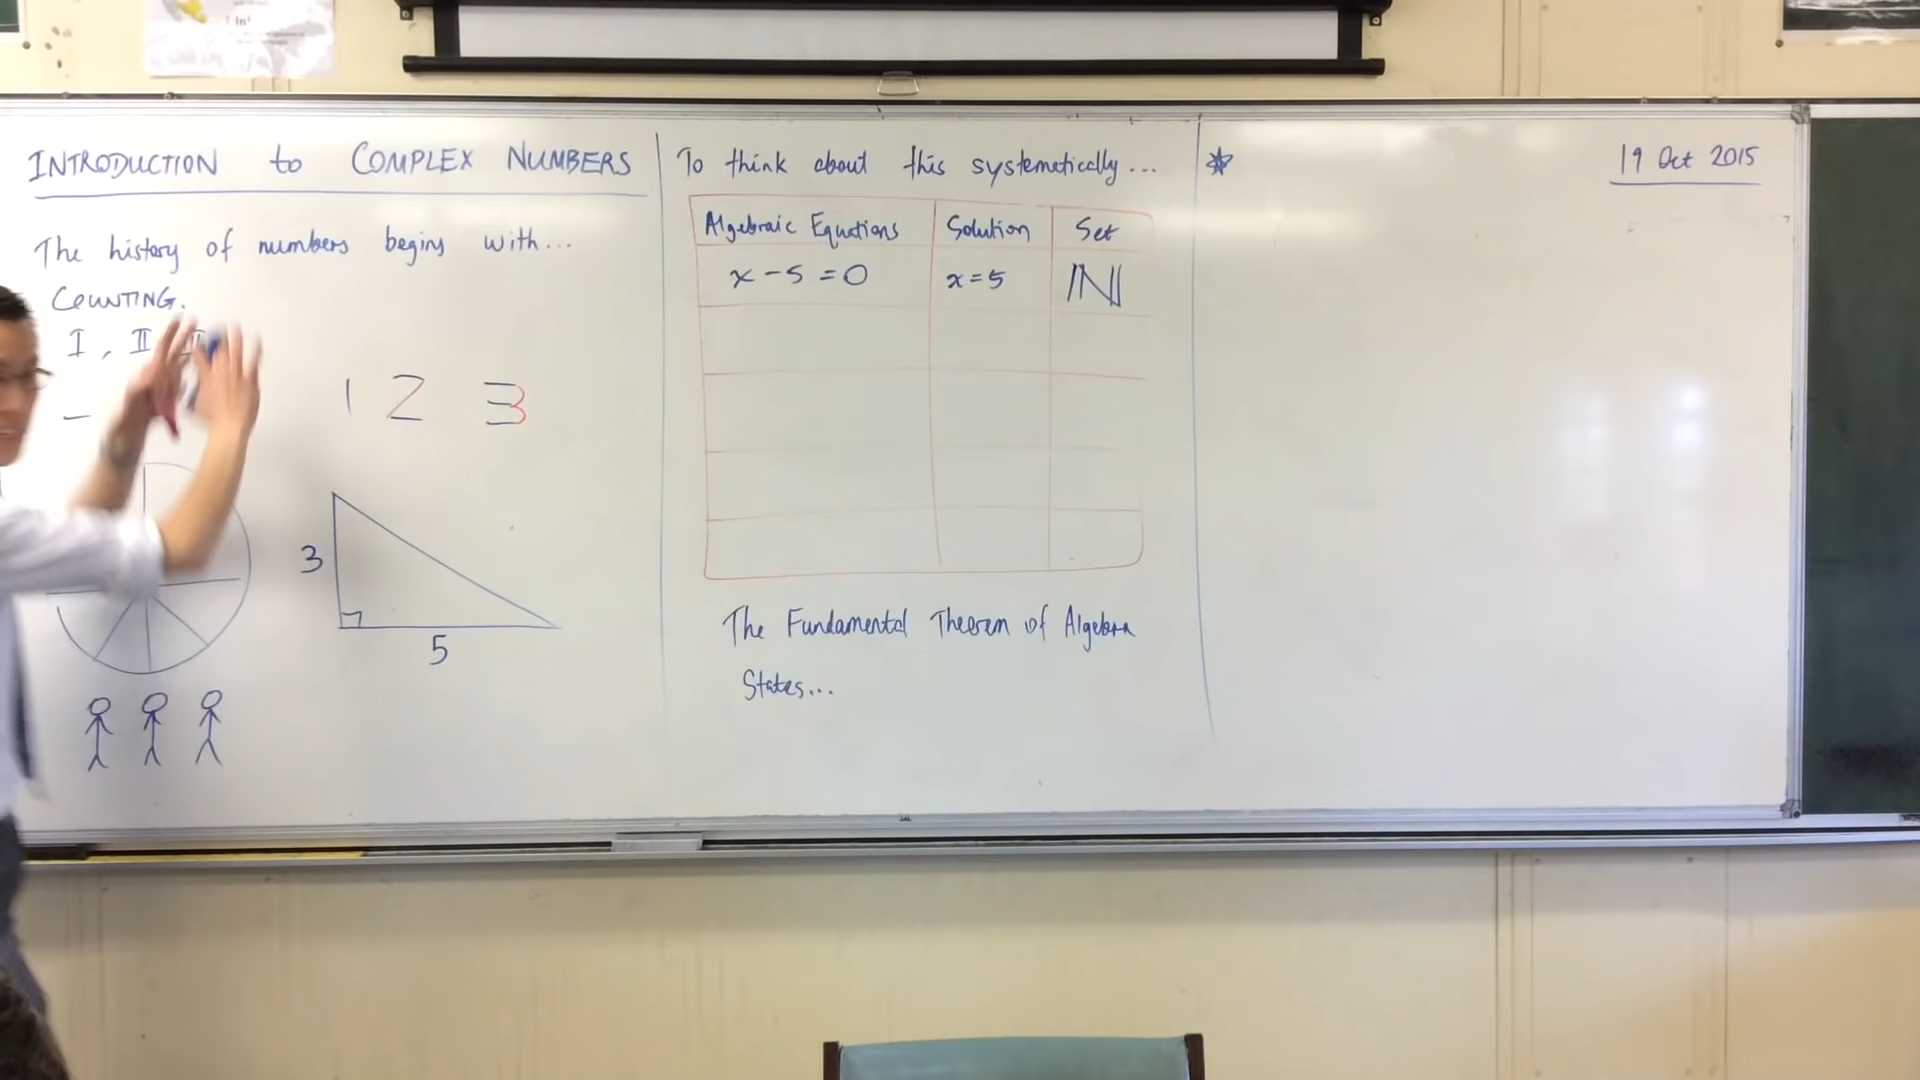 INTRODUCTION to COMPLEX NUMBERS
The history of numbers begins with...
COUNTING.
I, II
1 2 3
3
5
To think about this systematically...
Algebraic Equations Solution Set
x - 5 = 0 x = 5 ℕ
The Fundamental Theorem of Algebra
States...
19 Oct 2015